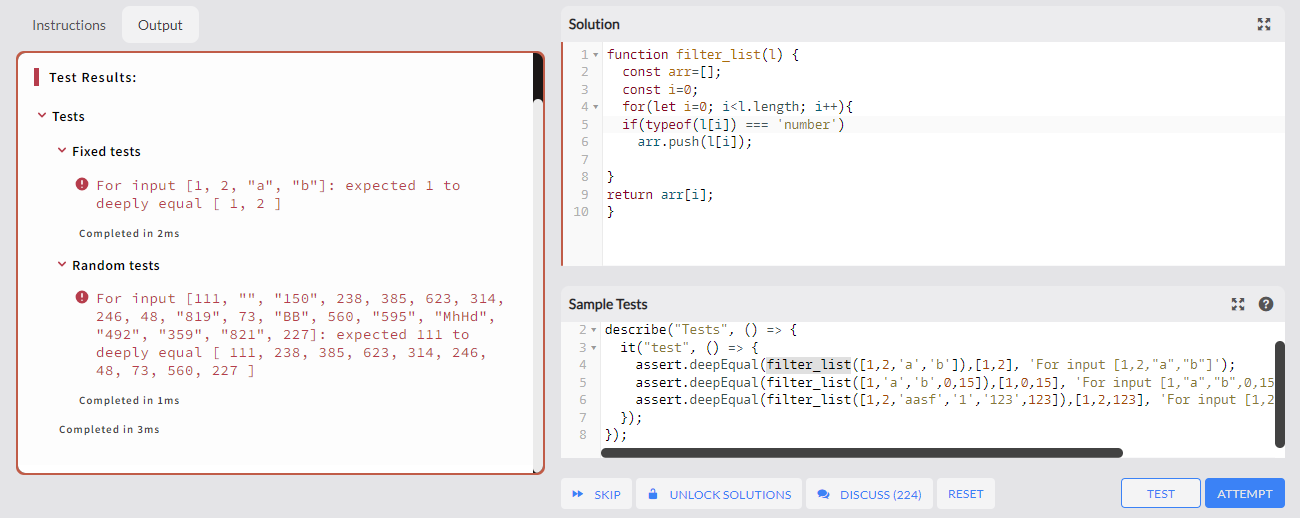 Instructions
Output
Test Results:
Tests
Fixed tests
For input [1, 2, "a", "b"]: expected 1 to
deeply equal [ 1, 2 ]
Completed in 2ms
Random tests
For input [111, "", "150", 238, 385, 623, 314,
246, 48, "819", 73, "BB", 560, "595", "MhHd",
"492", "359", "821", 227]: expected 111 to
deeply equal [ 111, 238, 385, 623, 314, 246,
48, 73, 560, 227 ]
Completed in 1ms
Completed in 3ms
Solution
1 function filter_list(l) {
2 const arr=[];
3 const i=0;
4 for(let i=0; i<l.length; i++){
5 if(typeof(l[i]) === 'number')
6 arr.push(l[i]);
7
8 }
9 return arr[i];
10 }
Sample Tests
2 describe("Tests", () => {
3 it("test", () => {
4 assert.deepEqual(filter_list([1,2,'a','b']),[1,2], 'For input [1,2,"a","b"]');
5 assert.deepEqual(filter_list([1,'a','b',0,15]),[1,0,15], 'For input [1,"a","b",0,15
6 assert.deepEqual(filter_list([1,2,'aasf','1','123',123]),[1,2,123], 'For input [1,2
7 });
8 });
SKIP
UNLOCK SOLUTIONS
DISCUSS (224)
RESET
TEST
ATTEMPT